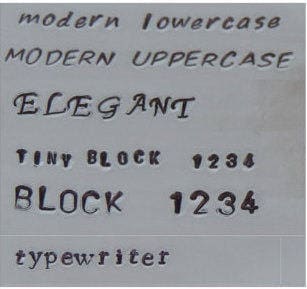 modern lowercase
MODERN UPPERCASE
ELEGANT
TINY BLOCK 1234
BLOCK 1234
typewriter